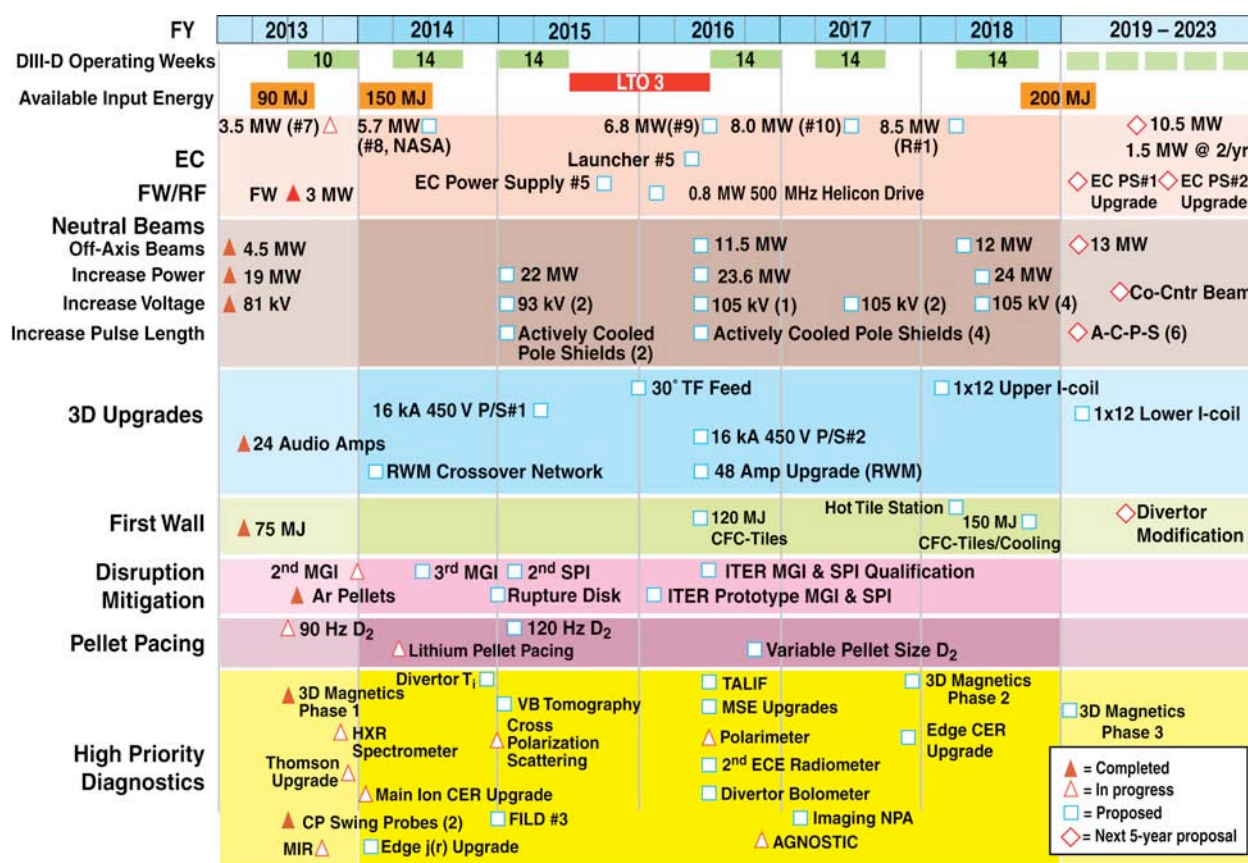 FY 2013 2014 2015 2016 2017 2018 2019 – 2023
DIII-D Operating Weeks 10 14 14 14 14 14
LTO 3
Available Input Energy 90 MJ 150 MJ 200 MJ
3.5 MW (#7) 5.7 MW 6.8 MW(#9) 8.0 MW (#10) 8.5 MW 10.5 MW
(#8, NASA) (R#1) 1.5 MW @ 2/yr
EC Launcher #5
EC Power Supply #5 EC PS#1 EC PS#2
FW/RF FW 3 MW 0.8 MW 500 MHz Helicon Drive Upgrade Upgrade
Neutral Beams
Off-Axis Beams 4.5 MW 11.5 MW 12 MW 13 MW
Increase Power 19 MW 22 MW 23.6 MW 24 MW
Co-Cntr Beam
Increase Voltage 81 kV 93 kV (2) 105 kV (1) 105 kV (2) 105 kV (4)
Increase Pulse Length Actively Cooled Actively Cooled Pole Shields (4) A-C-P-S (6)
Pole Shields (2)
30° TF Feed 1x12 Upper I-coil
3D Upgrades 16 kA 450 V P/S#1 1x12 Lower I-coil
24 Audio Amps 16 kA 450 V P/S#2
RWM Crossover Network 48 Amp Upgrade (RWM)
Hot Tile Station
First Wall 75 MJ 120 MJ 150 MJ Divertor
CFC-Tiles CFC-Tiles/Cooling Modification
Disruption 2nd MGI 3rd MGI 2nd SPI ITER MGI & SPI Qualification
Mitigation Ar Pellets Rupture Disk ITER Prototype MGI & SPI
90 Hz D2 120 Hz D2
Pellet Pacing Lithium Pellet Pacing Variable Pellet Size D2
Divertor Ti TALIF 3D Magnetics
3D Magnetics Phase 2
Phase 1 VB Tomography MSE Upgrades 3D Magnetics
Phase 3
HXR Cross Polarimeter Edge CER
Spectrometer Polarization Upgrade
Scattering
High Priority Thomson 2nd ECE Radiometer
Diagnostics Upgrade
Main Ion CER Upgrade Divertor Bolometer
CP Swing Probes (2) FILD #3 Imaging NPA
MIR Edge j(r) Upgrade AGNOSTIC
= Completed
= In progress
= Proposed
= Next 5-year proposal